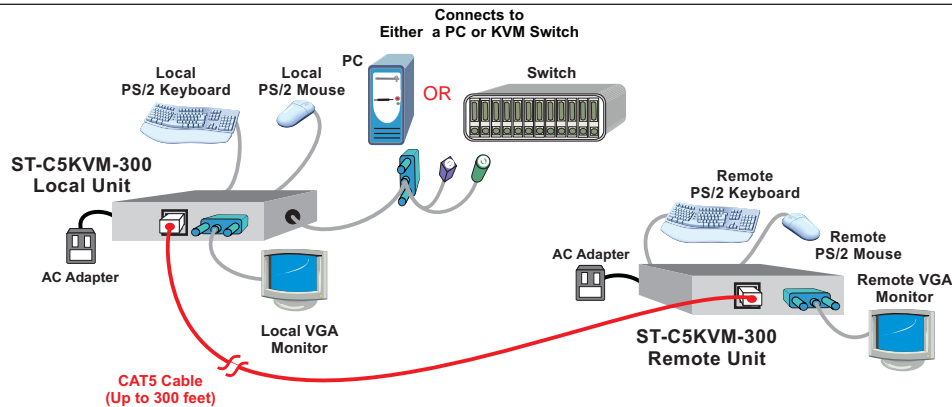 Connects to
Either a PC or KVM Switch
PC
OR
Switch
Local
PS/2 Keyboard
Local
PS/2 Mouse
ST-C5KVM-300
Local Unit
AC Adapter
Local VGA
Monitor
CAT5 Cable
(Up to 300 feet)
Remote
PS/2 Keyboard
Remote
PS/2 Mouse
AC Adapter
Remote VGA
Monitor
ST-C5KVM-300
Remote Unit